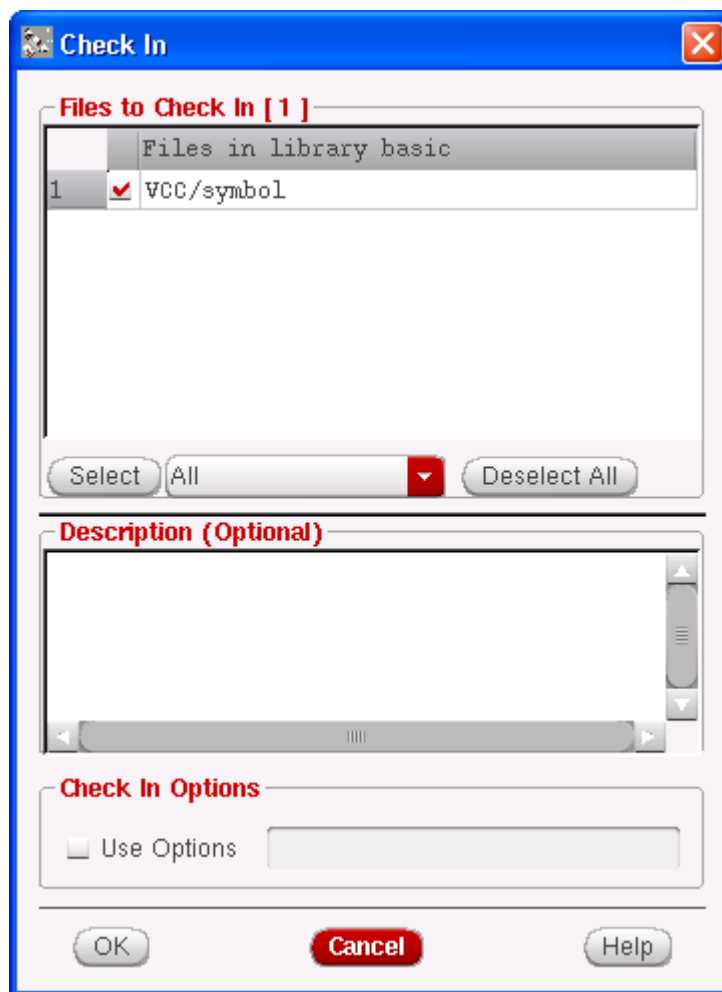 Check In
Files to Check In [ 1 ]
Files in library basic
1 VCC/symbol
Select All Deselect All
Description (Optional)
Check In Options
Use Options
OK Cancel Help